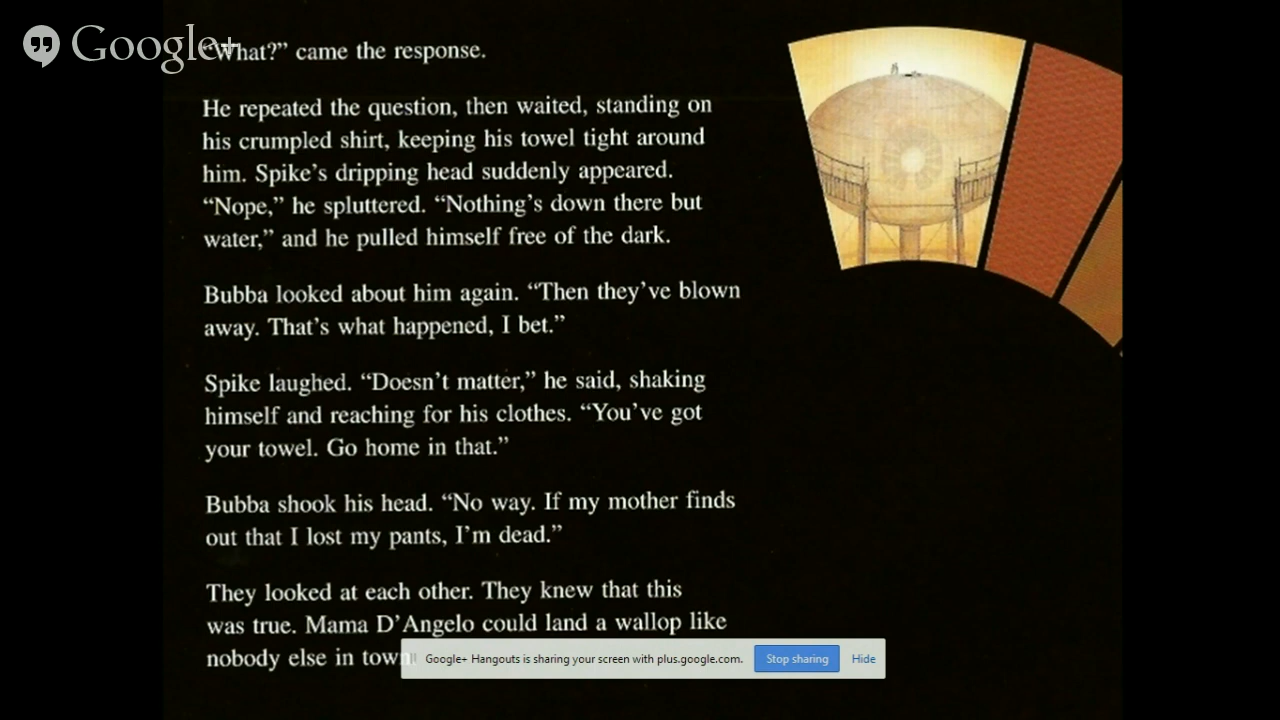 Google+
“What?” came the response.
He repeated the question, then waited, standing on
his crumpled shirt, keeping his towel tight around
him. Spike’s dripping head suddenly appeared.
“Nope,” he spluttered. “Nothing’s down there but
water,” and he pulled himself free of the dark.
Bubba looked about him again. “Then they’ve blown
away. That’s what happened, I bet.”
Spike laughed. “Doesn’t matter,” he said, shaking
himself and reaching for his clothes. “You’ve got
your towel. Go home in that.”
Bubba shook his head. “No way. If my mother finds
out that I lost my pants, I’m dead.”
They looked at each other. They knew that this
was true. Mama D’Angelo could land a wallop like
nobody else in town
Google+ Hangouts is sharing your screen with plus.google.com.
Stop sharing
Hide